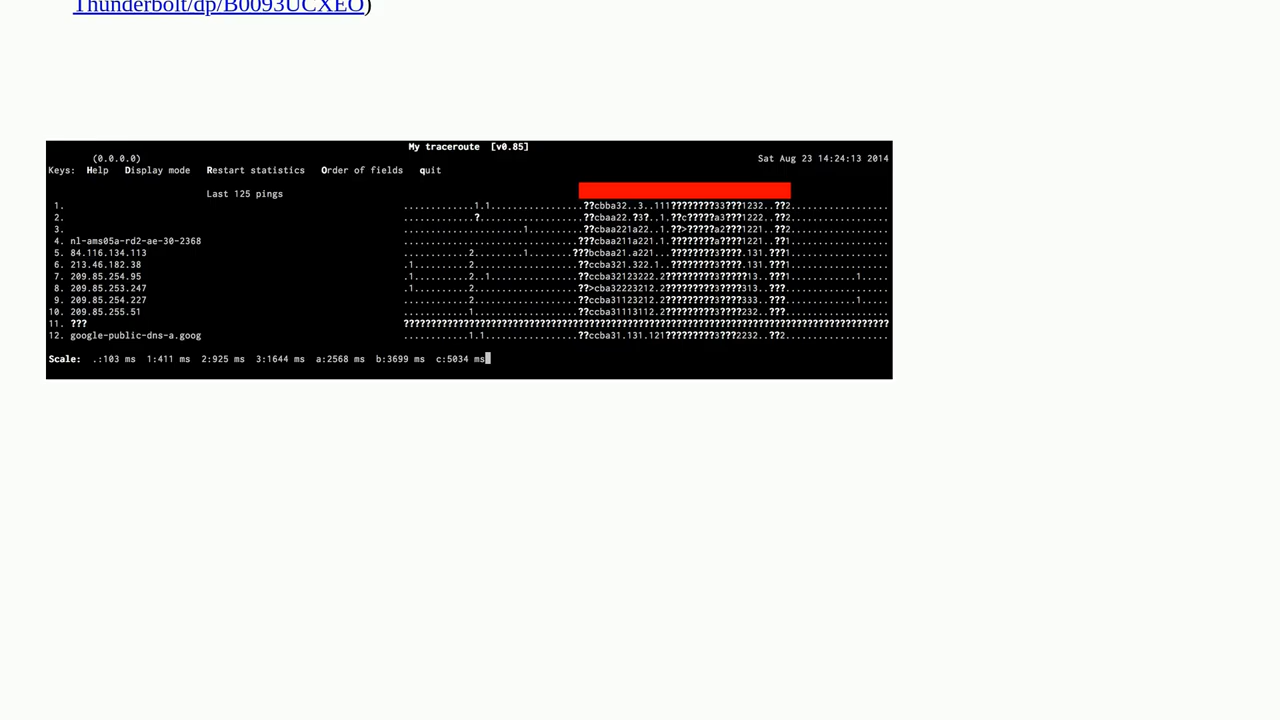 Thunderbolt/dp/B0093UCXEO)
My traceroute [v0.85]
(0.0.0.0)
Sat Aug 23 14:24:13 2014
Keys: Help Display mode Restart statistics Order of fields quit
Last 125 pings
1.
2.
3.
4. nl-ams05a-rd2-ae-30-2368
5. 84.116.134.113
6. 213.46.182.38
7. 209.85.254.95
8. 209.85.253.247
9. 209.85.254.227
10. 209.85.255.51
11. ???
12. google-public-dns-a.goog
Scale: .:103 ms 1:411 ms 2:925 ms 3:1644 ms a:2568 ms b:3699 ms c:5034 ms